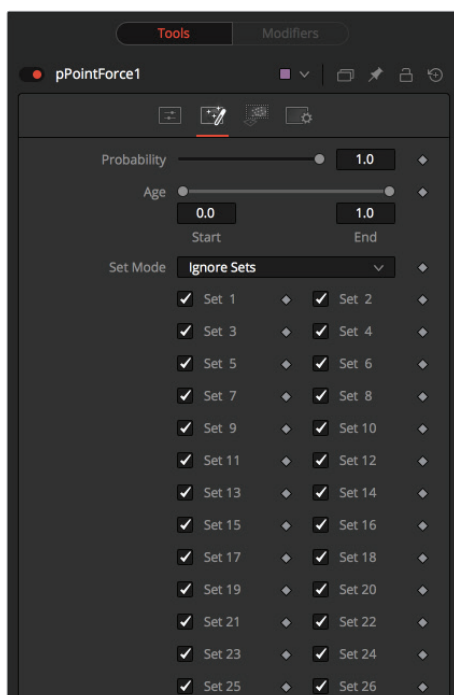 Tools Modifiers
pPointForce1
Probability 1.0
Age
0.0 1.0
Start End
Set Mode Ignore Sets
Set 1 Set 2
Set 3 Set 4
Set 5 Set 6
Set 7 Set 8
Set 9 Set 10
Set 11 Set 12
Set 13 Set 14
Set 15 Set 16
Set 17 Set 18
Set 19 Set 20
Set 21 Set 22
Set 23 Set 24
Set 25 Set 26